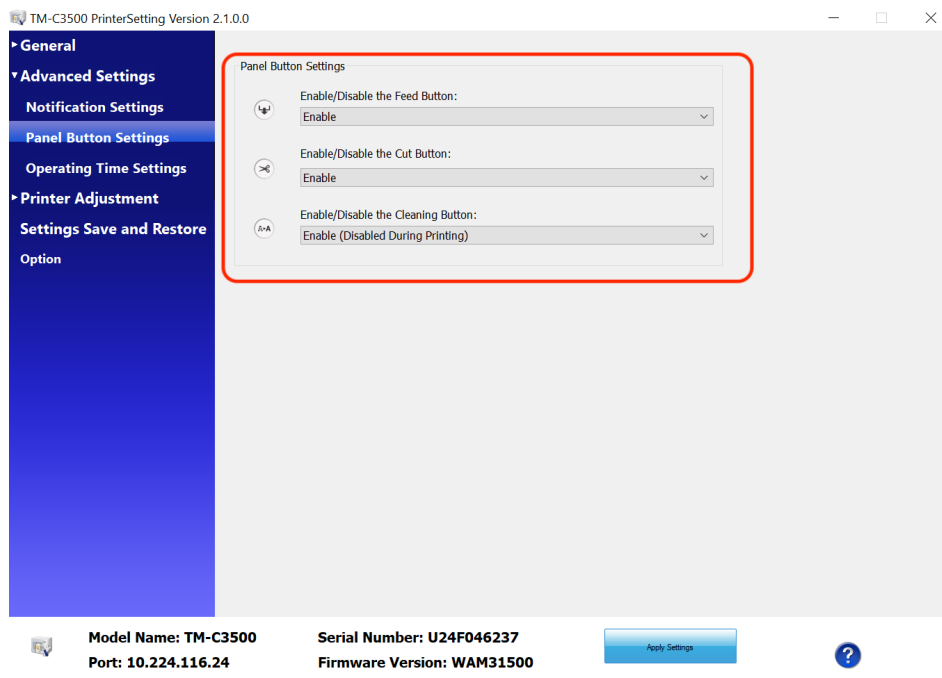 TM-C3500 PrinterSetting Version 2.1.0.0
General
Advanced Settings
Notification Settings
Panel Button Settings
Operating Time Settings
Printer Adjustment
Settings Save and Restore
Option
Panel Button Settings
Enable/Disable the Feed Button:
Enable
Enable/Disable the Cut Button:
Enable
Enable/Disable the Cleaning Button:
Enable (Disabled During Printing)
Model Name: TM-C3500
Port: 10.224.116.24
Serial Number: U24F046237
Firmware Version: WAM31500
Apply Settings
?